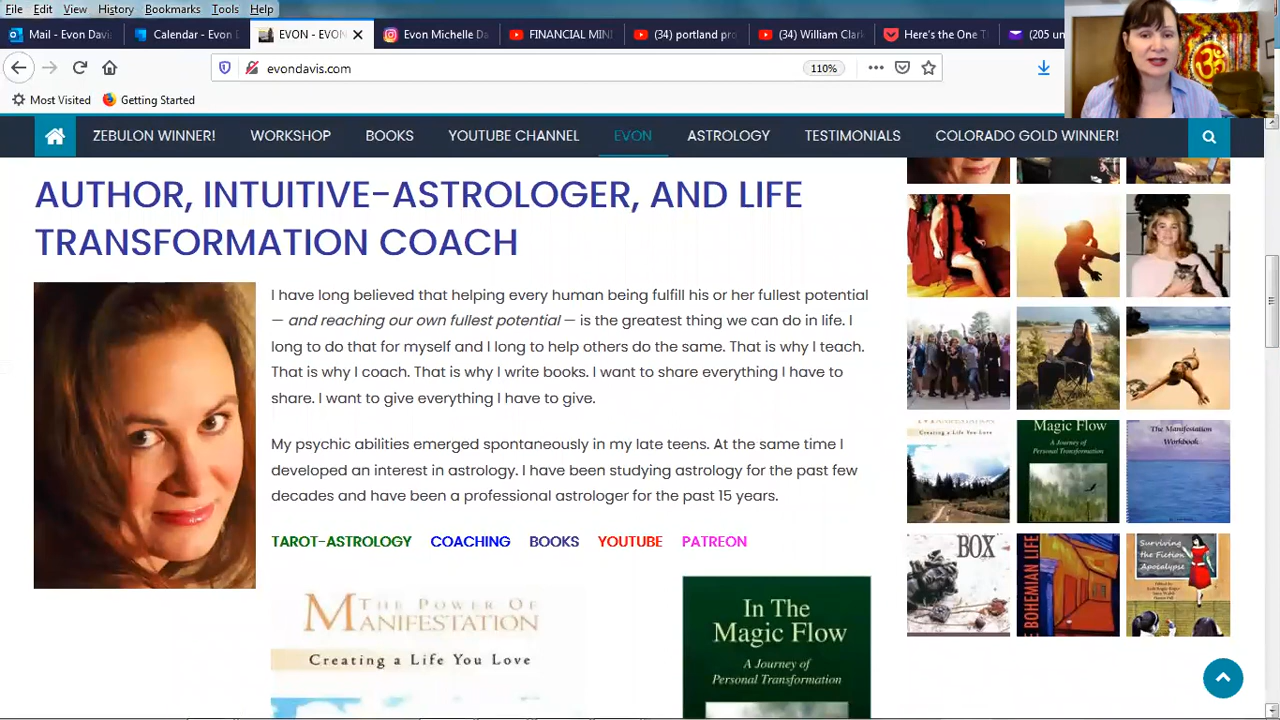 File Edit View History Bookmarks Tools Help
Mail - Evon Davis
Calendar - Evon D
EVON - EVON
Evon Michelle Da
FINANCIAL MIN
(34) portland pro
(34) William Clark
Here's the One T
(205 un
evondavis.com
110%
Most Visited Getting Started
ZEBULON WINNER! WORKSHOP BOOKS YOUTUBE CHANNEL EVON ASTROLOGY TESTIMONIALS COLORADO GOLD WINNER!
AUTHOR, INTUITIVE-ASTROLOGER, AND LIFE
TRANSFORMATION COACH
I have long believed that helping every human being fulfill his or her fullest potential
— and reaching our own fullest potential — is the greatest thing we can do in life. I
long to do that for myself and I long to help others do the same. That is why I teach.
That is why I coach. That is why I write books. I want to share everything I have to
share. I want to give everything I have to give.
My psychic abilities emerged spontaneously in my late teens. At the same time I
developed an interest in astrology. I have been studying astrology for the past few
decades and have been a professional astrologer for the past 15 years.
TAROT-ASTROLOGY COACHING BOOKS YOUTUBE PATREON
THE POWER OF
MANIFESTATION
Creating a Life You Love
In The
Magic Flow
A Journey of
Personal Transformation
Creating a Life You Love
Magic Flow
A Journey of
Personal Transformation
The Manifestation
Workbook
BOX
BOHEMIAN LIFE
Surviving
the Fiction
Apocalypse